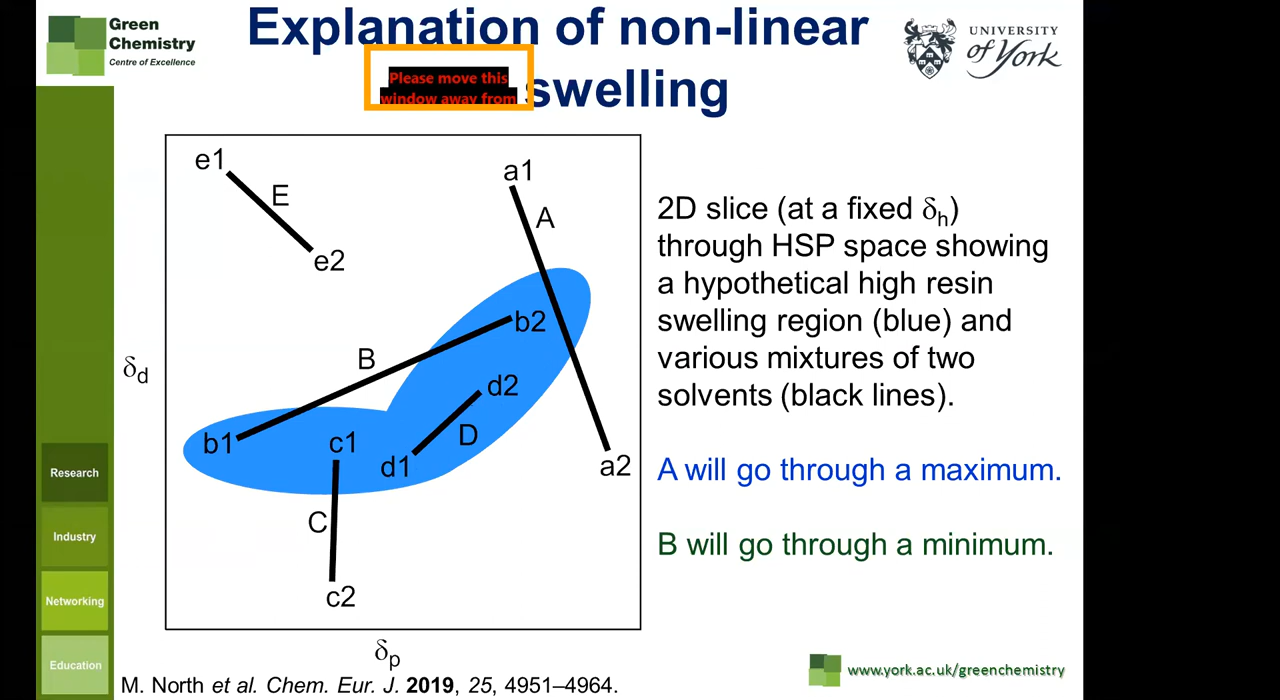 Green
Chemistry
Centre of Excellence
Explanation of non-linear
swelling
Please move this
window away from
UNIVERSITY
of York
e1
E
e2
a1
A
b2
B
δd
d2
b1
c1
D
d1
a2
C
c2
δp
2D slice (at a fixed δh)
through HSP space showing
a hypothetical high resin
swelling region (blue) and
various mixtures of two
solvents (black lines).
A will go through a maximum.
B will go through a minimum.
Research
Industry
Networking
Education
M. North et al. Chem. Eur. J. 2019, 25, 4951–4964.
www.york.ac.uk/greenchemistry